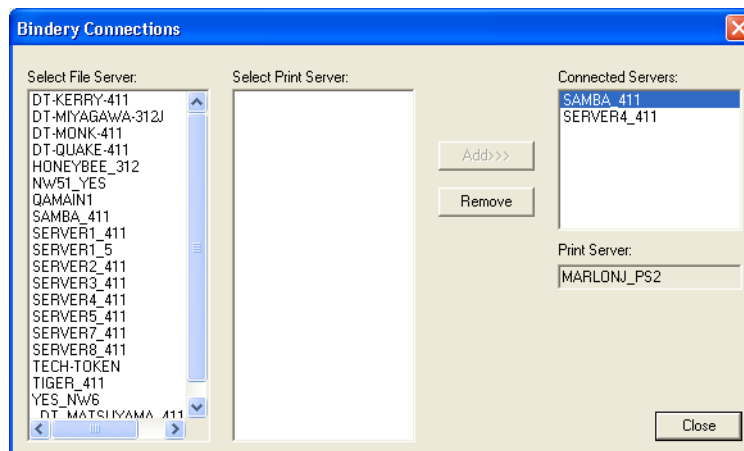 Bindery Connections
Select File Server:
DT-KERRY-411
DT-MIYAGAWA-312J
DT-MONK-411
DT-QUAKE-411
HONEYBEE_312
NW51_YES
QAMAIN1
SAMBA_411
SERVER1_411
SERVER1_5
SERVER2_411
SERVER3_411
SERVER4_411
SERVER5_411
SERVER7_411
SERVER8_411
TECH-TOKEN
TIGER_411
YES_NW6
_DT_MATSUYAMA_411
Select Print Server:
Add>>>
Remove
Connected Servers:
SAMBA_411
SERVER4_411
Print Server:
MARLONJ_PS2
Close